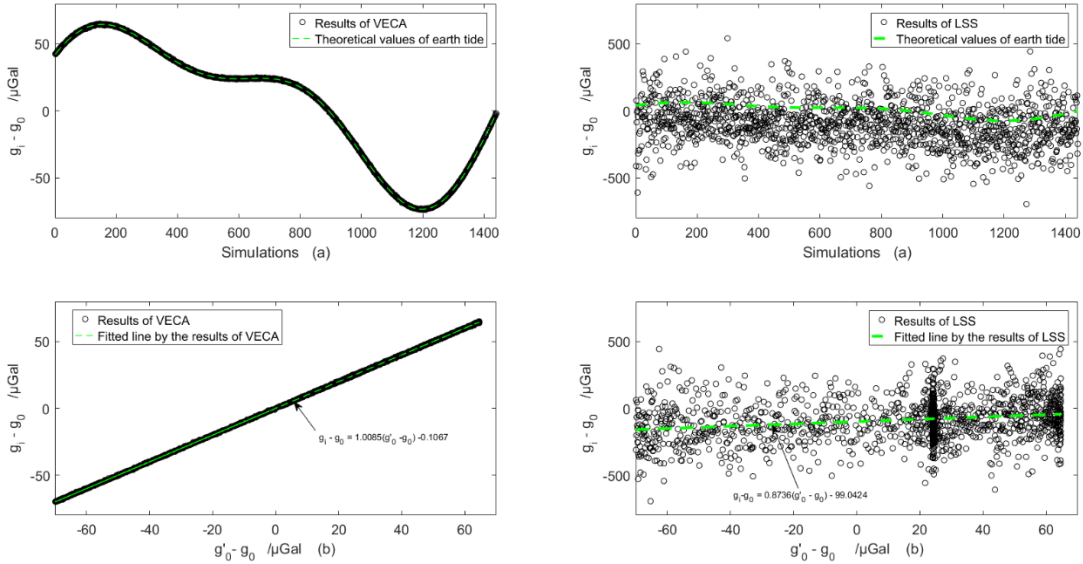 Results of VECA
Theoretical values of earth tide
50
0
-50
g_i - g_0 /μGal
0 200 400 600 800 1000 1200 1400
Simulations (a)
Results of LSS
Theoretical values of earth tide
500
0
-500
g_i - g_0 /μGal
0 200 400 600 800 1000 1200 1400
Simulations (a)
Results of VECA
Fitted line by the results of VECA
50
0
-50
g_i - g_0 /μGal
g_i - g_0 = 1.0085(g'_0 -g_0) -0.1067
-60 -40 -20 0 20 40 60
g'_0 - g_0 /μGal (b)
Results of LSS
Fitted line by the results of LSS
500
0
500
g_i - g_0 /μGal
g_i-g_0 = 0.8736(g'_0 - g_0) - 99.0424
-60 -40 -20 0 20 40 60
g'_0 - g_0 /μGal (b)